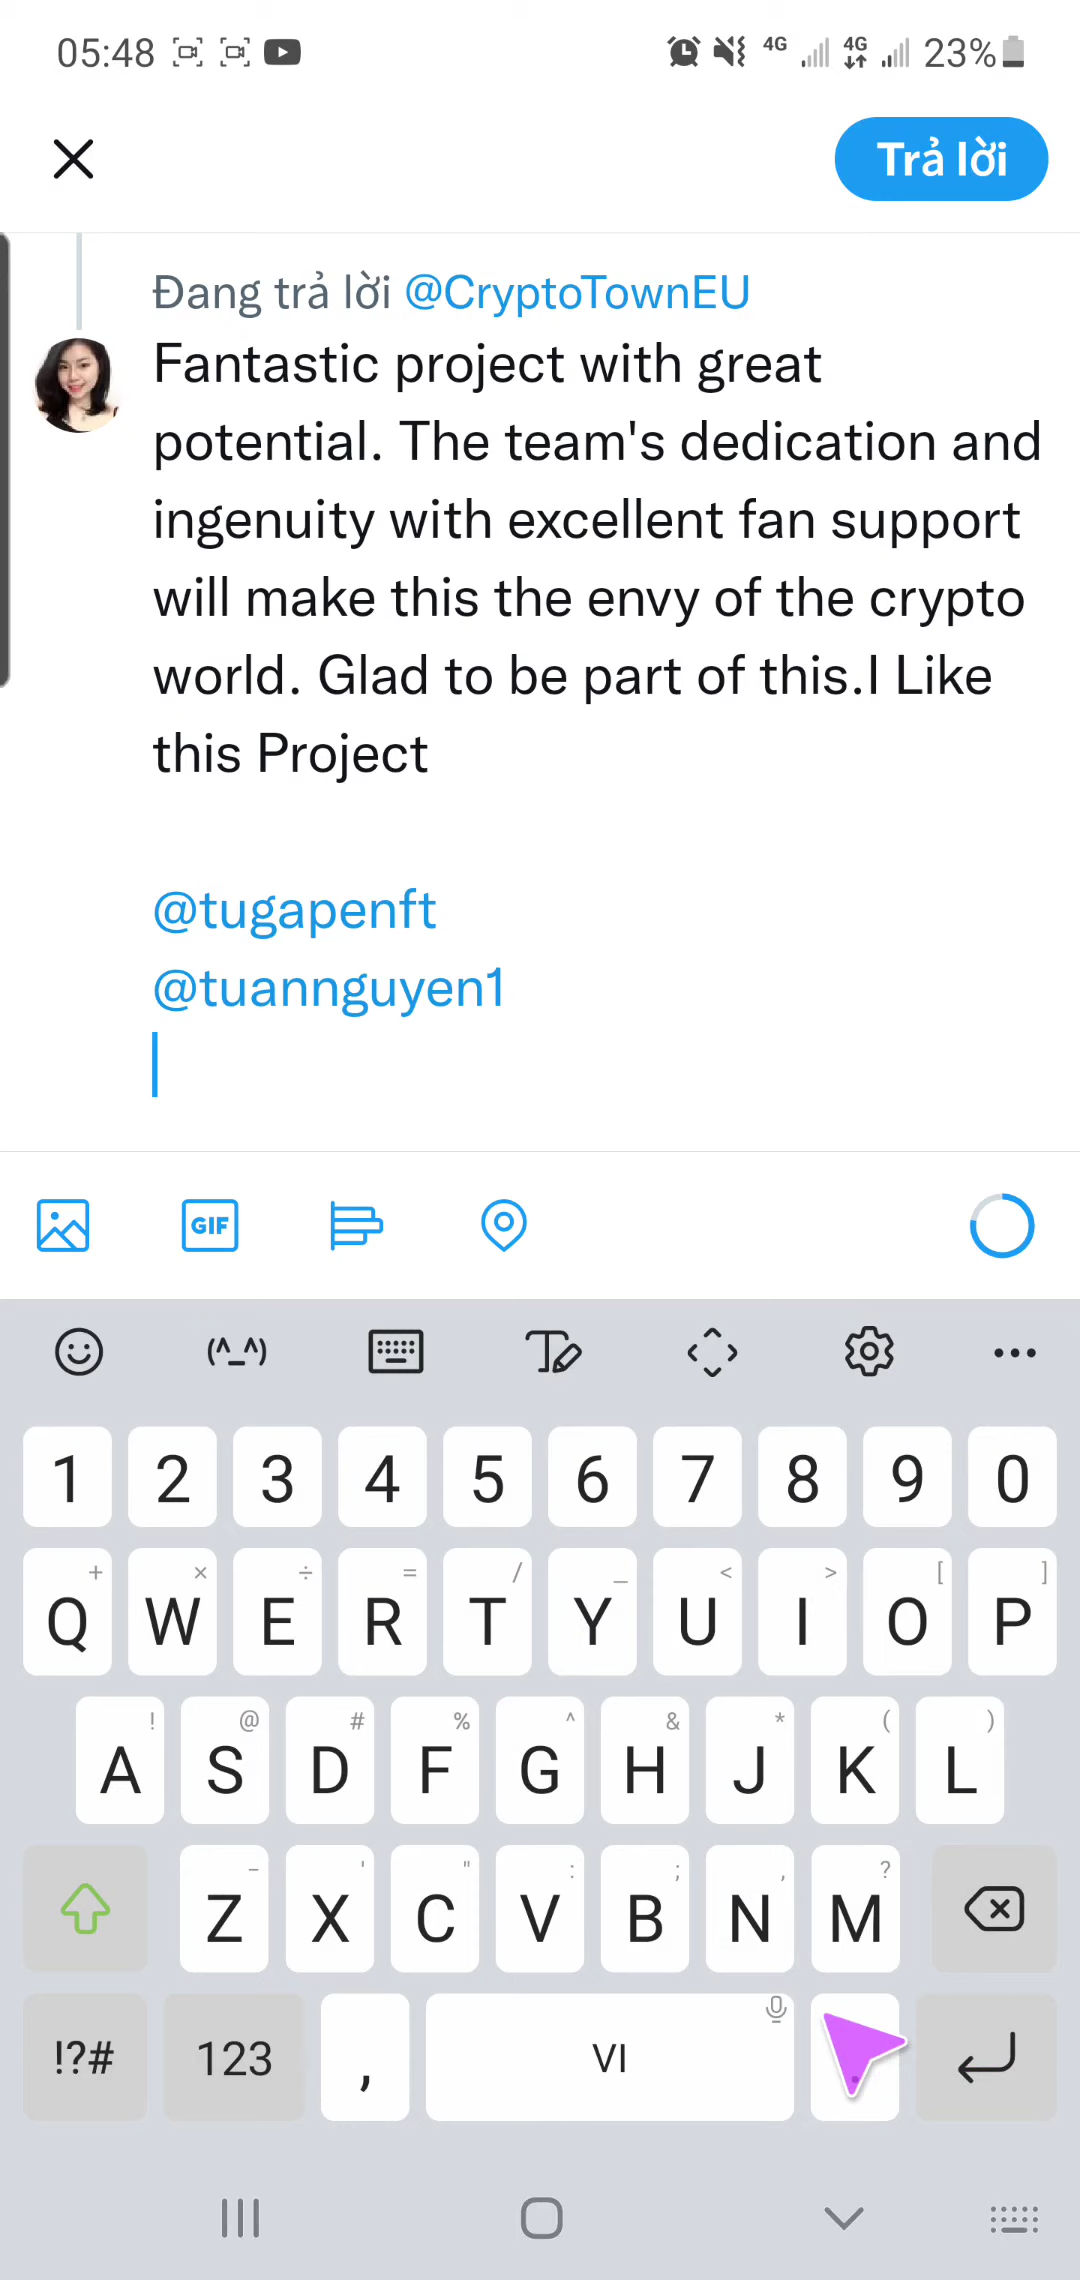 05:48 4G 4G 23%
Trả lời
Đang trả lời @CryptoTownEU
Fantastic project with great
potential. The team's dedication and
ingenuity with excellent fan support
will make this the envy of the crypto
world. Glad to be part of this.I Like
this Project
@tugapenft
@tuannguyen1
GIF
(^_^)
1 2 3 4 5 6 7 8 9 0
+ × ÷ = / _ < > [ ]
Q W E R T Y U I O P
! @ # % ^ & * ( )
A S D F G H J K L
- ' " : ; , ?
Z X C V B N M
!?# 123 , VI .